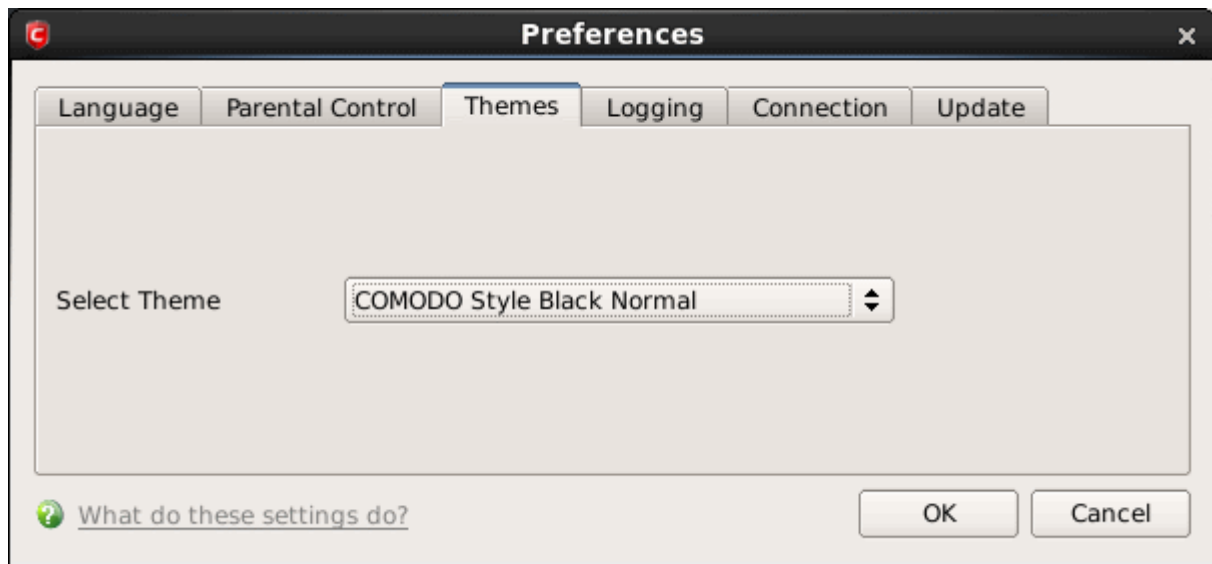 Preferences
Language Parental Control Themes Logging Connection Update
Select Theme COMODO Style Black Normal
What do these settings do? OK Cancel